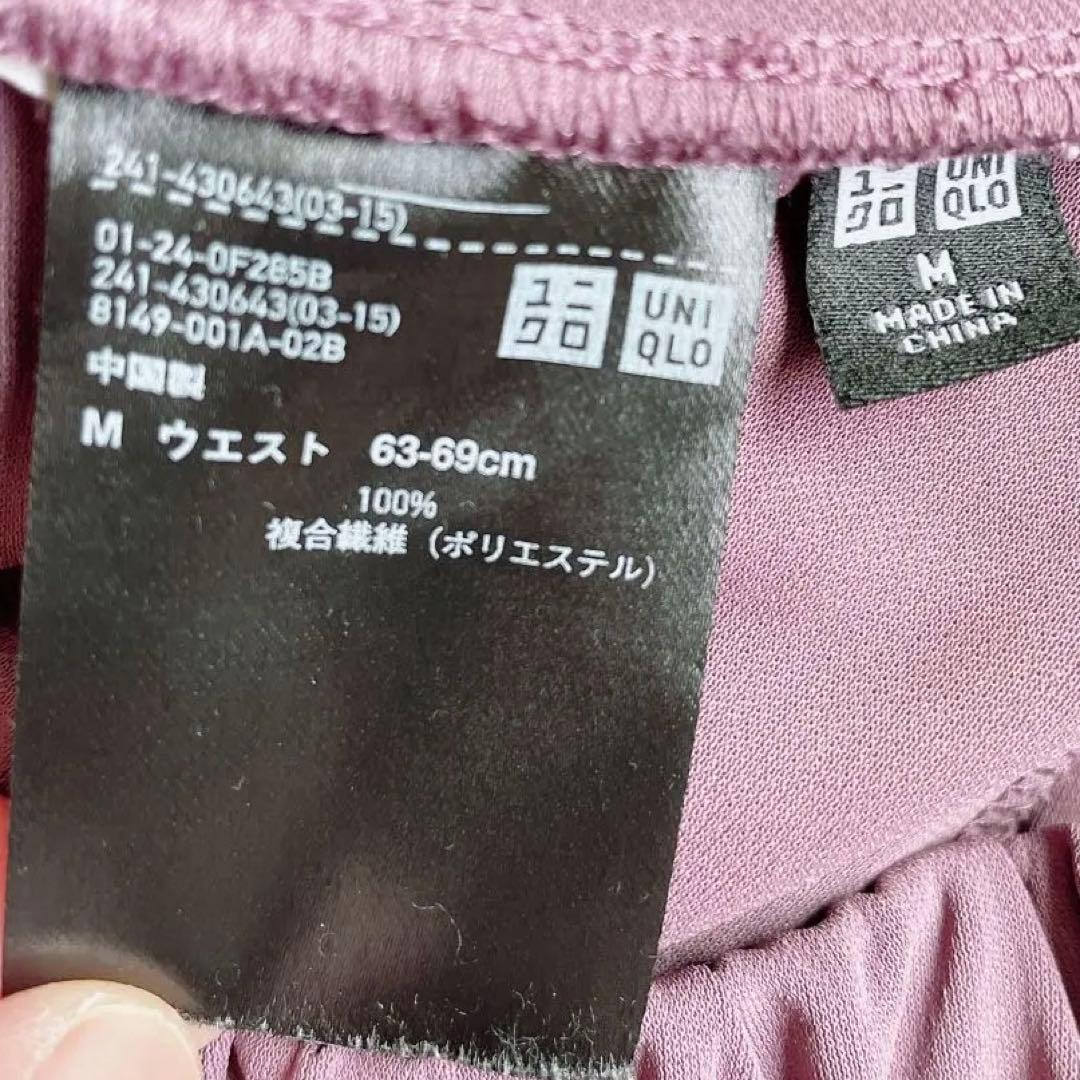 241-430643(03-15)
01-24-0F285B
241-430643(03-15)
8149-001A-02B
中国製
ユニ
クロ
UNI
QLO
M ウエスト 63-69cm
100%
複合繊維 (ポリエステル)
ユニ
クロ
UNI
QLO
M
MADE IN
CHINA